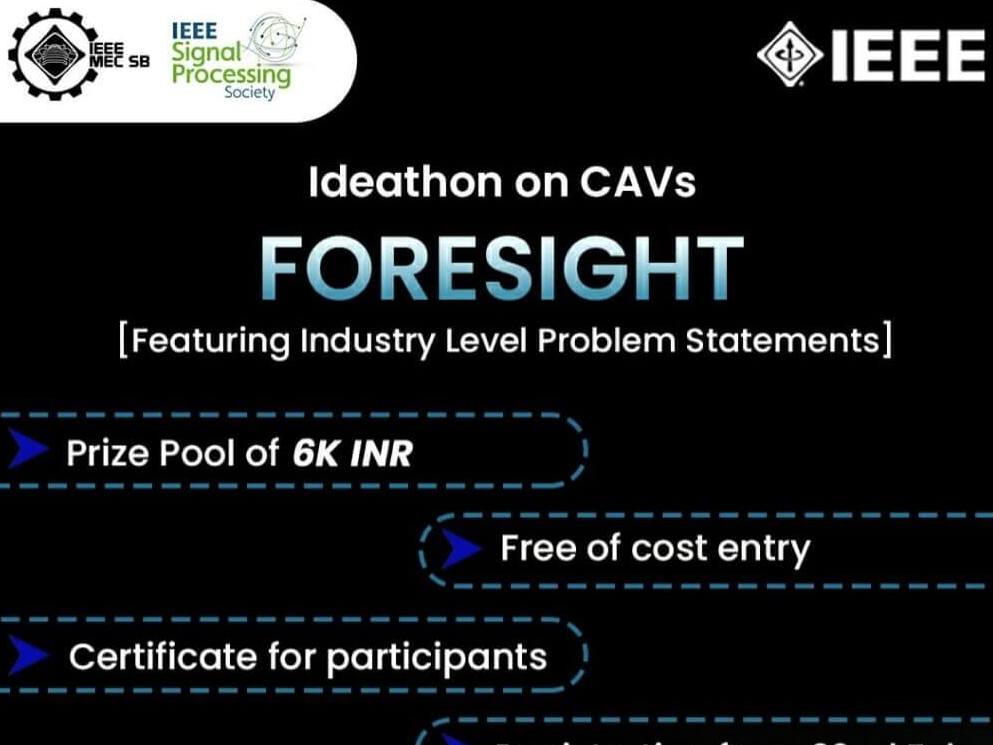 IEEE
MEC SB
IEEE
Signal
Processing
Society
IEEE
Ideathon on CAVs
FORESIGHT
[Featuring Industry Level Problem Statements]
Prize Pool of 6K INR
Free of cost entry
Certificate for participants